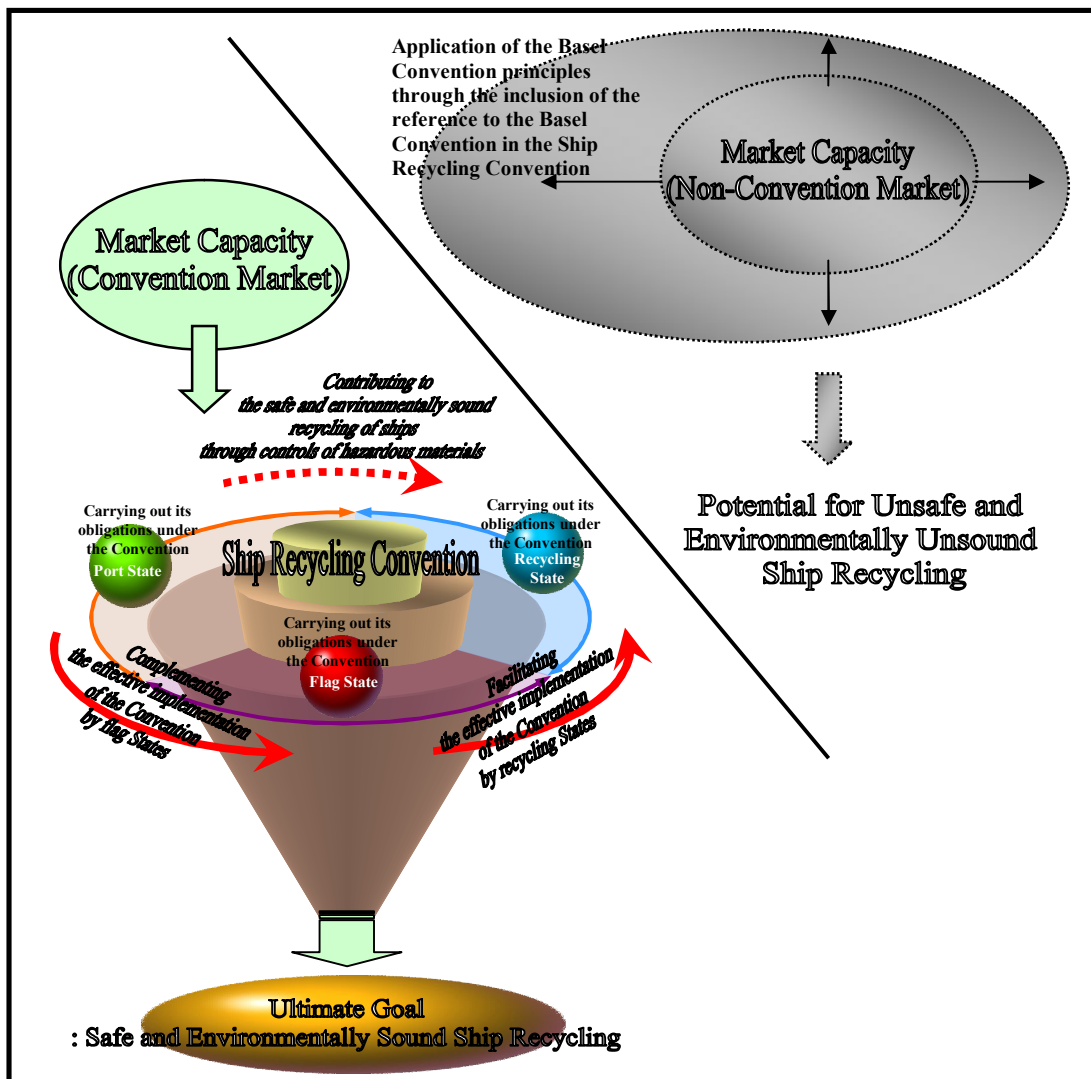 Application of the Basel
Convention principles
through the inclusion of the
reference to the Basel
Convention in the Ship
Recycling Convention
Market Capacity
(Non-Convention Market)
Market Capacity
(Convention Market)
Contributing to
the safe and environmentally sound
recycling of ships
through controls of hazardous materials
Potential for Unsafe and
Environmentally Unsound
Ship Recycling
Carrying out its
obligations under
the Convention
Port State
Ship Recycling Convention
Carrying out its
obligations under
the Convention
Recycling
State
Carrying out its
obligations under
the Convention
Flag State
Complementing
the effective implementation
of the Convention
by flag States
Facilitating
the effective implementation
of the Convention
by recycling States
Ultimate Goal
: Safe and Environmentally Sound Ship Recycling